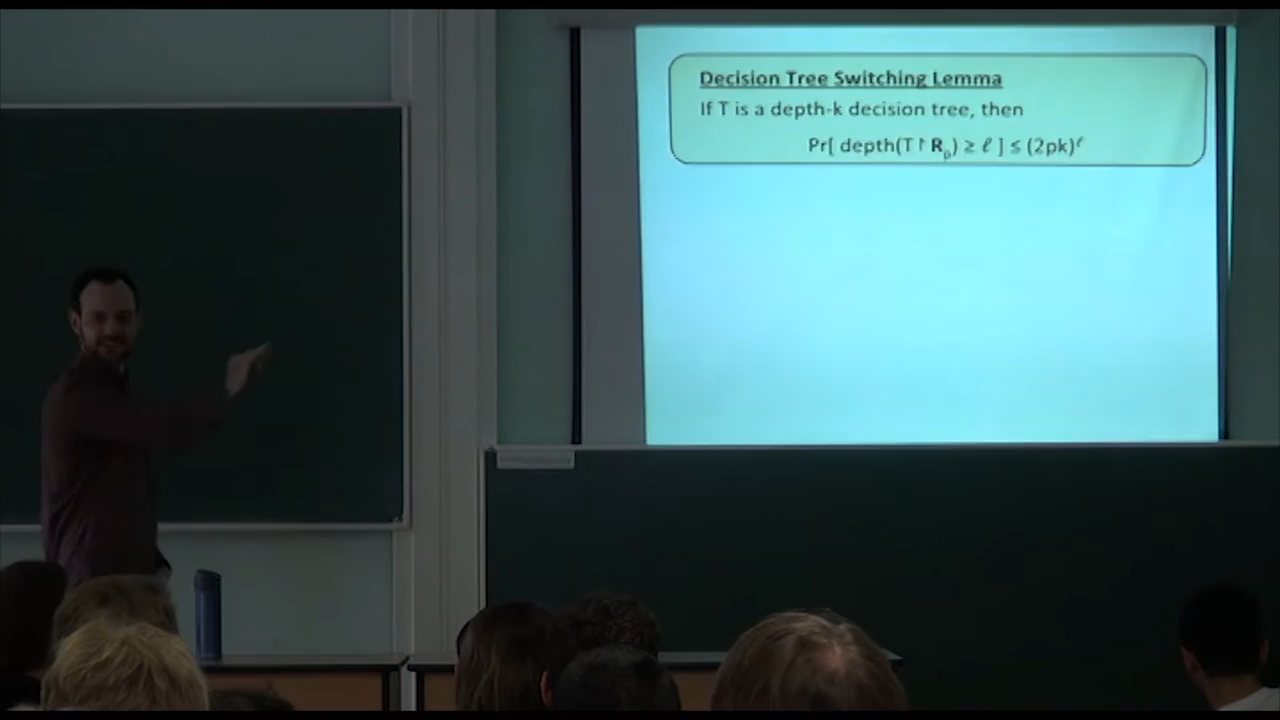 Decision Tree Switching Lemma
If T is a depth-k decision tree, then
Pr[ depth(T↾Rₚ) ≥ ℓ ] ≤ (2pk)^ℓ